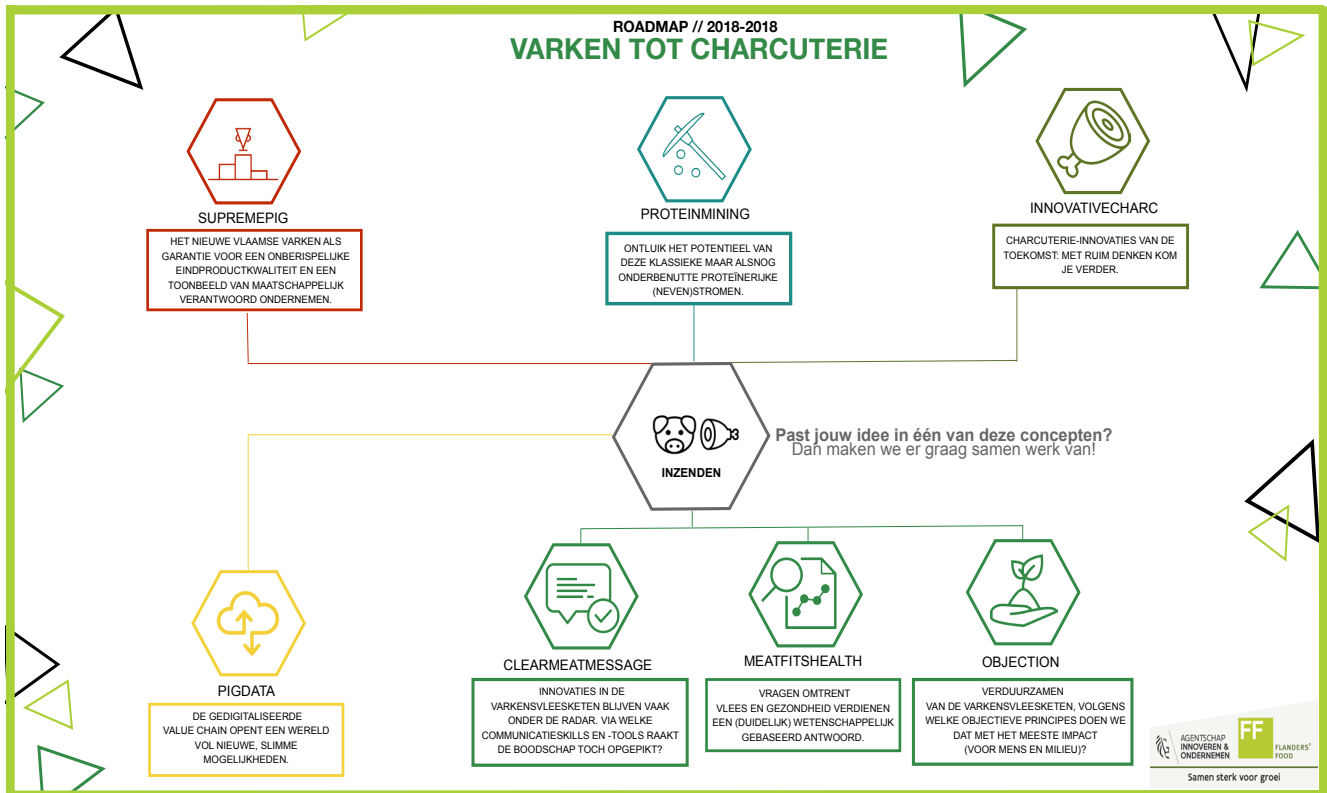 ROADMAP // 2018-2018
VARKEN TOT CHARCUTERIE
SUPREMEPIG
HET NIEUWE VLAAMSE VARKEN ALS
GARANTIE VOOR EEN ONBERISPELIJKE
EINDPRODUCTKWALITEIT EN EEN
TOONBEELD VAN MAATSCHAPPELIJK
VERANTWOORD ONDERNEMEN.
PROTEINMINING
ONTLUIK HET POTENTIEEL VAN
DEZE KLASSIEKE MAAR ALSNOG
ONDERBENUTTE PROTEÏNERIJKE
(NEVEN)STROMEN.
INNOVATIVECHARC
CHARCUTERIE-INNOVATIES VAN DE
TOEKOMST: MET RUIM DENKEN KOM
JE VERDER.
INZENDEN
Past jouw idee in één van deze concepten?
Dan maken we er graag samen werk van!
PIGDATA
DE GEDIGITALISEERDE
VALUE CHAIN OPENT EEN WERELD
VOL NIEUWE, SLIMME
MOGELIJKHEDEN.
CLEARMEATMESSAGE
INNOVATIES IN DE
VARKENSVLEESKETEN BLIJVEN VAAK
ONDER DE RADAR. VIA WELKE
COMMUNICATIESKILLS EN -TOOLS RAAKT
DE BOODSCHAP TOCH OPGEPIKT?
MEATFITSHEALTH
VRAGEN OMTRENT
VLEES EN GEZONDHEID VERDIENEN
EEN (DUIDELIJK) WETENSCHAPPELIJK
GEBASEERD ANTWOORD.
OBJECTION
VERDUURZAMEN
VAN DE VARKENSVLEESKETEN, VOLGENS
WELKE OBJECTIEVE PRINCIPES DOEN WE
DAT MET HET MEESTE IMPACT
(VOOR MENS EN MILIEU)?
AGENTSCHAP
INNOVEREN &
ONDERNEMEN
FF
FLANDERS'
FOOD
Samen sterk voor groei